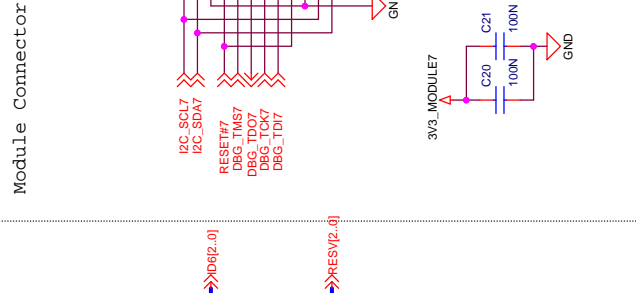 Module Connector
I2C_SCL7
I2C_SDA7
RESET#7
DBG_TMS7
DBG_TDO7
DBG_TCK7
DBG_TDI7
GN
3V3_MODULE7
C21
100N
C20
100N
GND
ID6[2..0]
RESV[2..0]